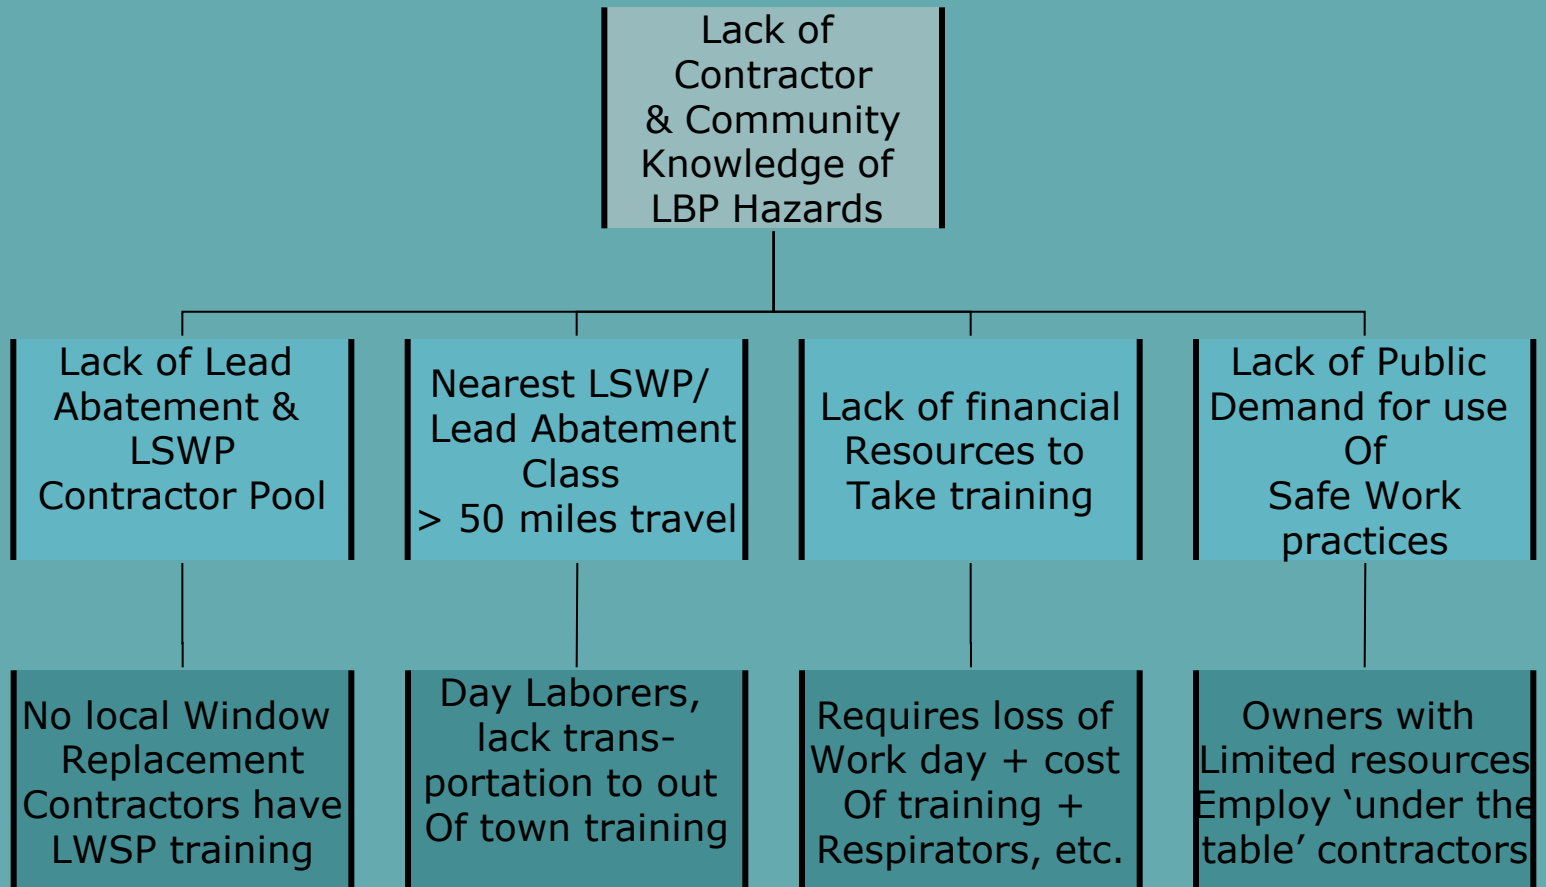 Lack of
Contractor
& Community
Knowledge of
LBP Hazards
Lack of Lead
Abatement &
LSWP
Contractor Pool
Nearest LSWP/
Lead Abatement
Class
> 50 miles travel
Lack of financial
Resources to
Take training
Lack of Public
Demand for use
Of
Safe Work
practices
No local Window
Replacement
Contractors have
LWSP training
Day Laborers,
lack trans-
portation to out
Of town training
Requires loss of
Work day + cost
Of training +
Respirators, etc.
Owners with
Limited resources
Employ ‘under the
table’ contractors